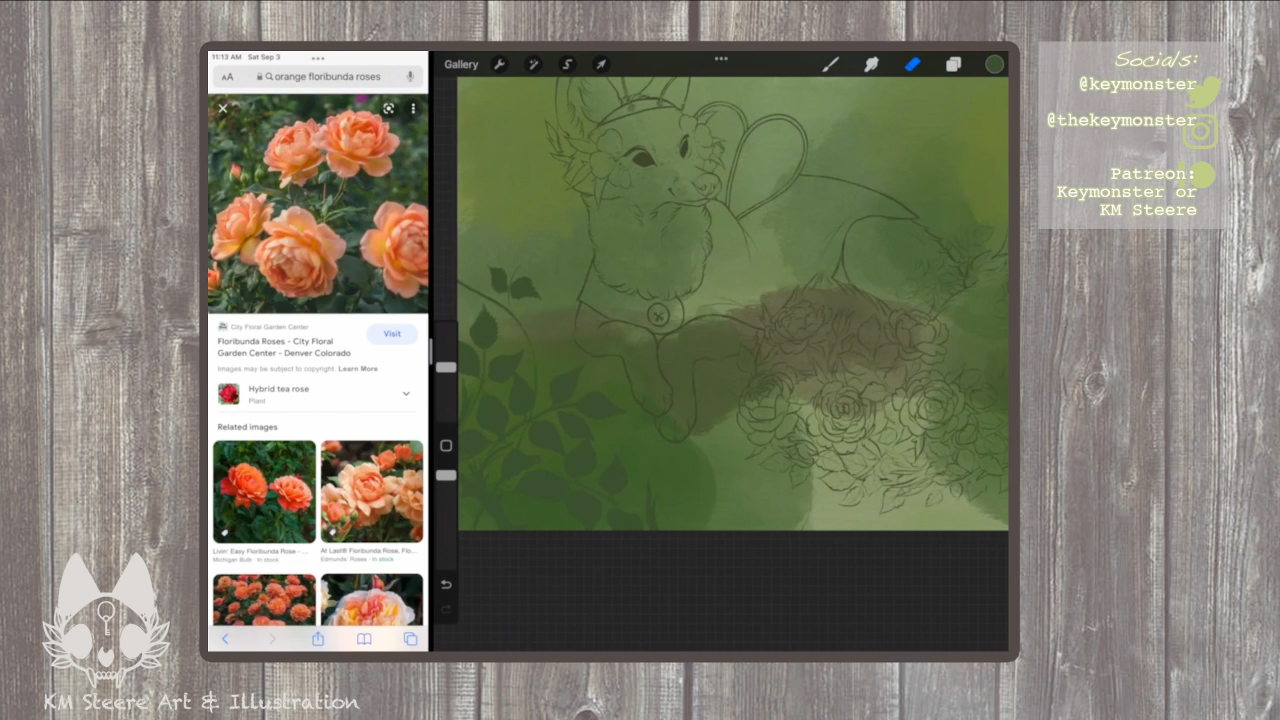 11:13 AM Sat Sep 3
AA orange floribunda roses
City Floral Garden Center
Floribunda Roses - City Floral
Garden Center - Denver Colorado
Visit
Images may be subject to copyright. Learn More
Hybrid tea rose
Plant
Related images
Livin' Easy Floribunda Rose - ...
Michigan Bulb · In stock
At Last® Floribunda Rose, Flo...
Edmunds' Roses · In stock
Gallery
Socials:
@keymonster
@thekeymonster
Patreon:
Keymonster or
KM Steere
KM Steere Art & Illustration